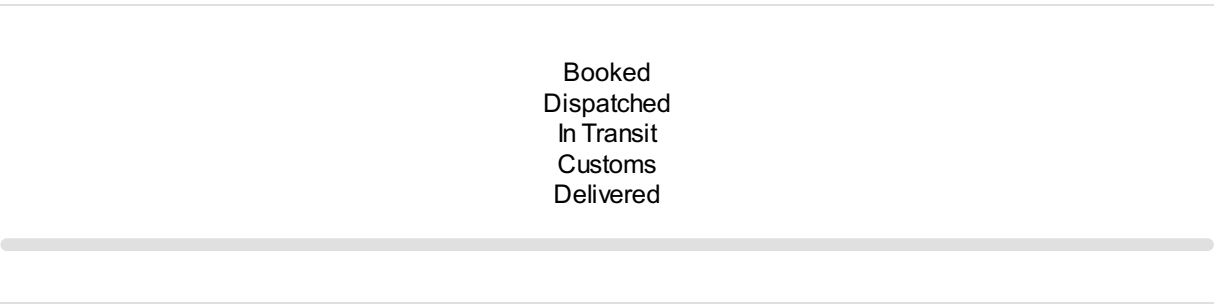 Booked
Dispatched
In Transit
Customs
Delivered